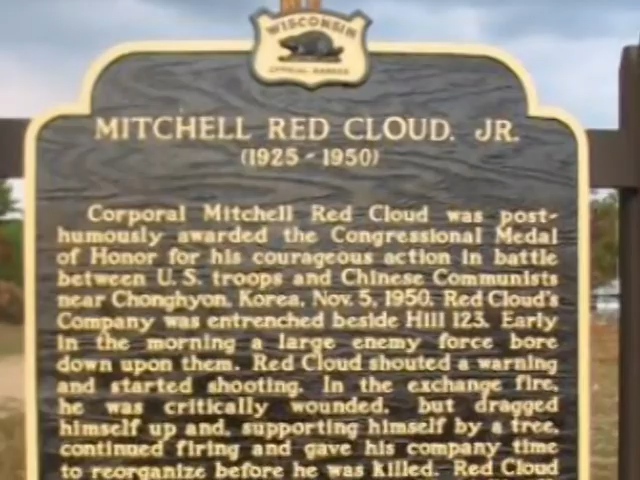 WISCONSIN
OFFICIAL MARKER
MITCHELL RED CLOUD, JR.
(1925 - 1950)
Corporal Mitchell Red Cloud was post-
humously awarded the Congressional Medal
of Honor for his courageous action in battle
between U.S. troops and Chinese Communists
near Chonghyon, Korea, Nov. 5, 1950. Red Cloud's
Company was entrenched beside Hill 123. Early
in the morning a large enemy force bore
down upon them. Red Cloud shouted a warning
and started shooting. In the exchange fire,
he was critically wounded, but dragged
himself up and, supporting himself by a tree,
continued firing and gave his company time
to reorganize before he was killed. Red Cloud